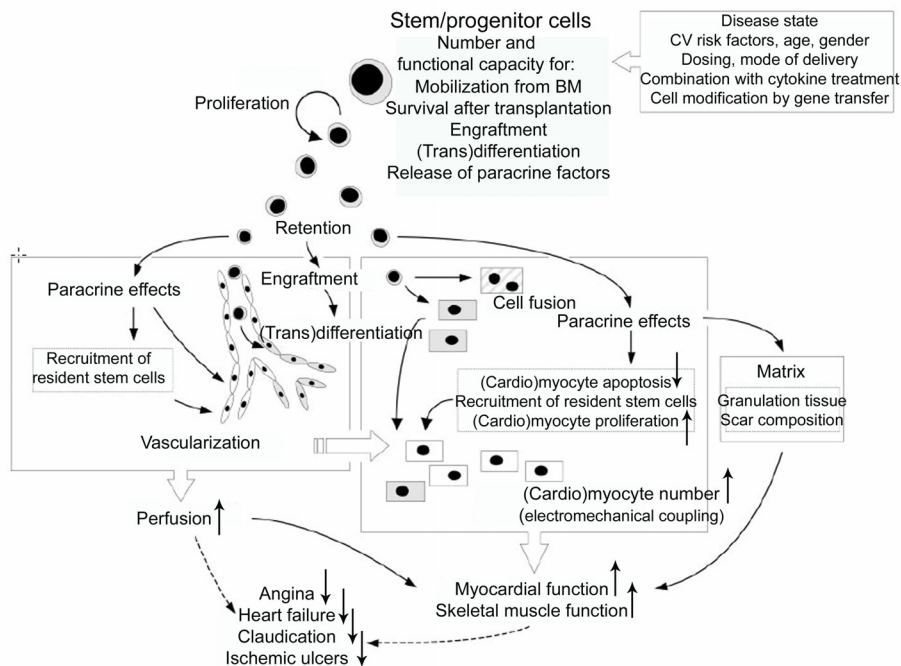 Stem/progenitor cells
Number and
functional capacity for:
Mobilization from BM
Survival after transplantation
Engraftment
(Trans)differentiation
Release of paracrine factors
Disease state
CV risk factors, age, gender
Dosing, mode of delivery
Combination with cytokine treatment
Cell modification by gene transfer
Proliferation
Retention
Engraftment
(Trans)differentiation
Paracrine effects
Recruitment of
resident stem cells
Vascularization
Cell fusion
Paracrine effects
(Cardio)myocyte apoptosis
Recruitment of resident stem cells
(Cardio)myocyte proliferation
Matrix
Granulation tissue
Scar composition
(Cardio)myocyte number
(electromechanical coupling)
Perfusion
Myocardial function
Skeletal muscle function
Angina
Heart failure
Claudication
Ischemic ulcers